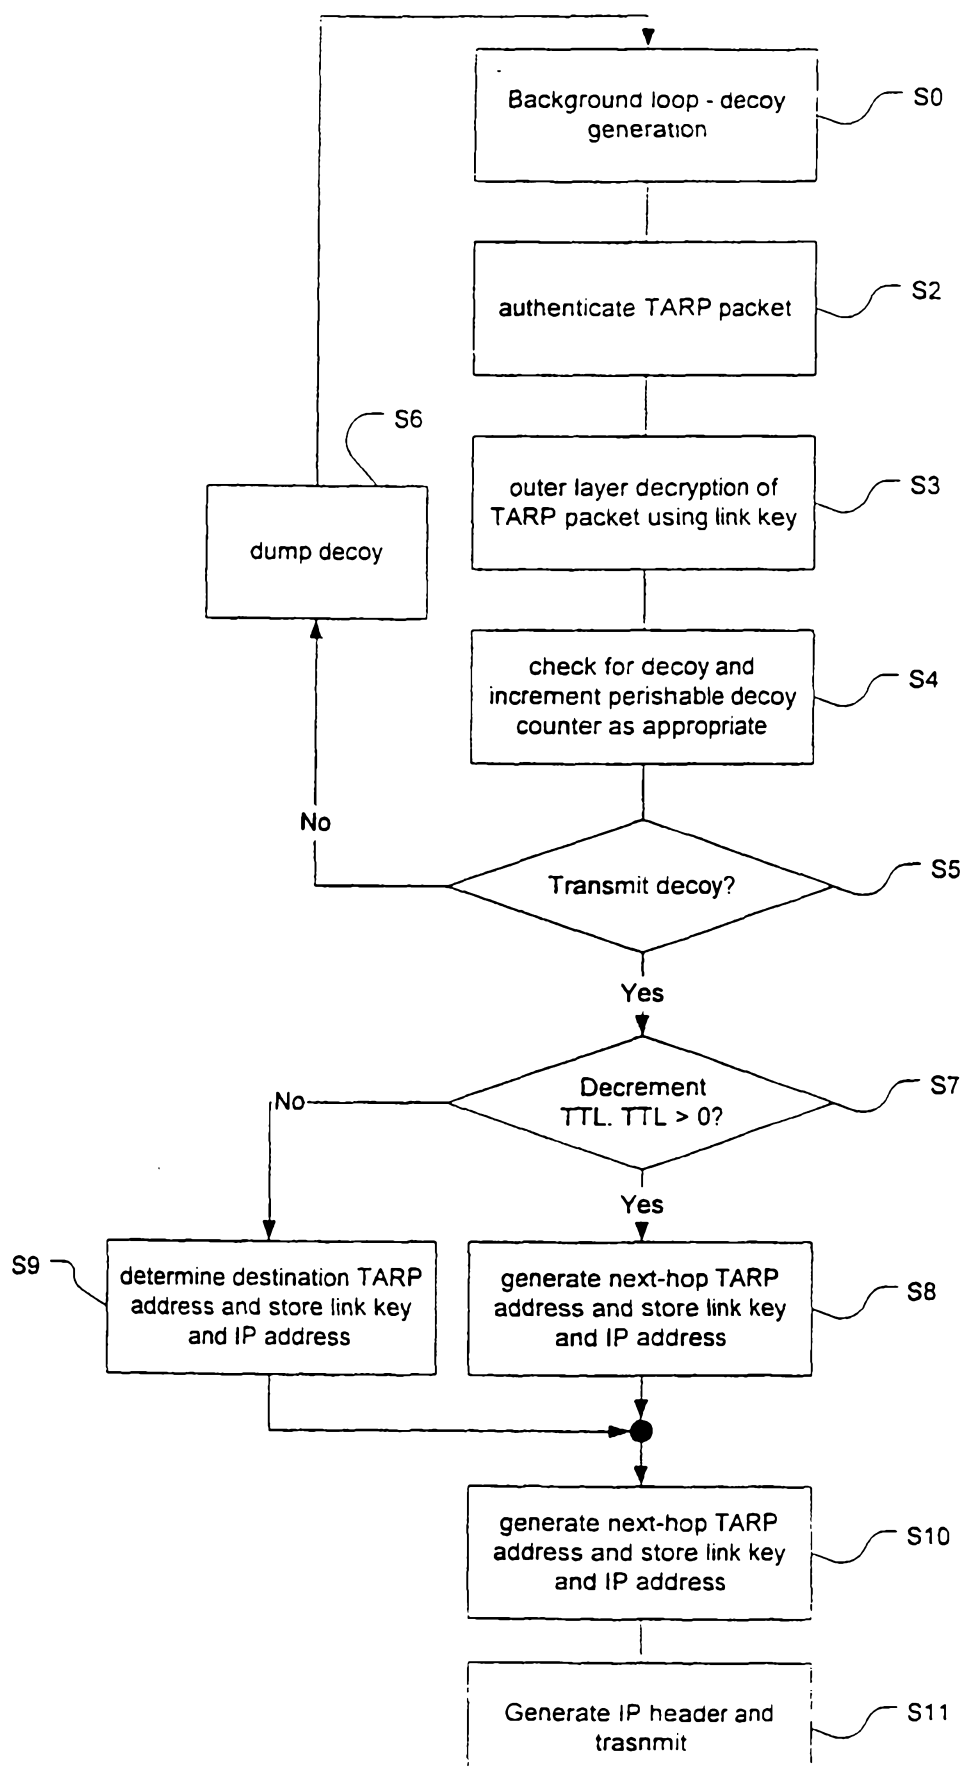 Background loop - decoy
generation
S0
authenticate TARP packet
S2
S6
outer layer decryption of
TARP packet using link key
S3
dump decoy
check for decoy and
increment perishable decoy
counter as appropriate
S4
No
Transmit decoy?
S5
Yes
Decrement
TTL. TTL > 0?
S7
No
Yes
S9
determine destination TARP
address and store link key
and IP address
generate next-hop TARP
address and store link key
and IP address
S8
generate next-hop TARP
address and store link key
and IP address
S10
Generate IP header and
trasnmit
S11